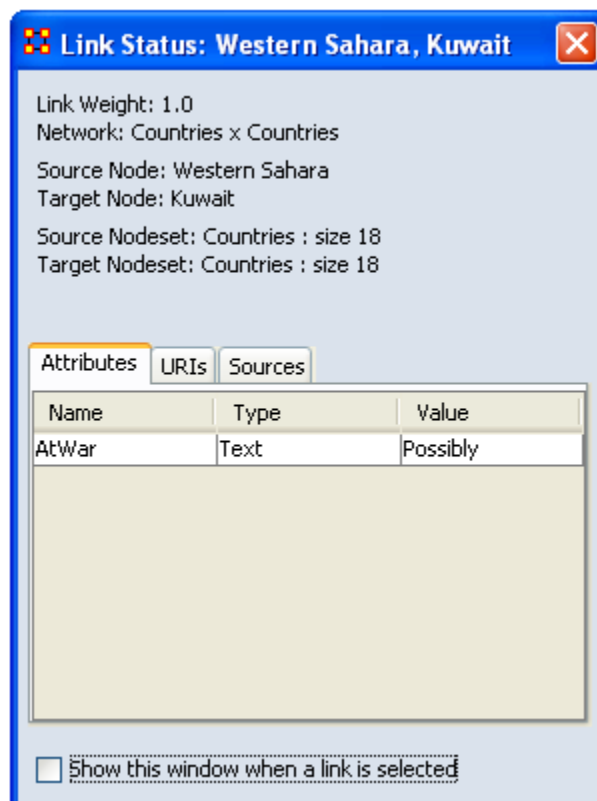 Link Status: Western Sahara, Kuwait
Link Weight: 1.0
Network: Countries x Countries
Source Node: Western Sahara
Target Node: Kuwait
Source Nodeset: Countries : size 18
Target Nodeset: Countries : size 18
Attributes URIs Sources
Name Type Value
AtWar Text Possibly
Show this window when a link is selected